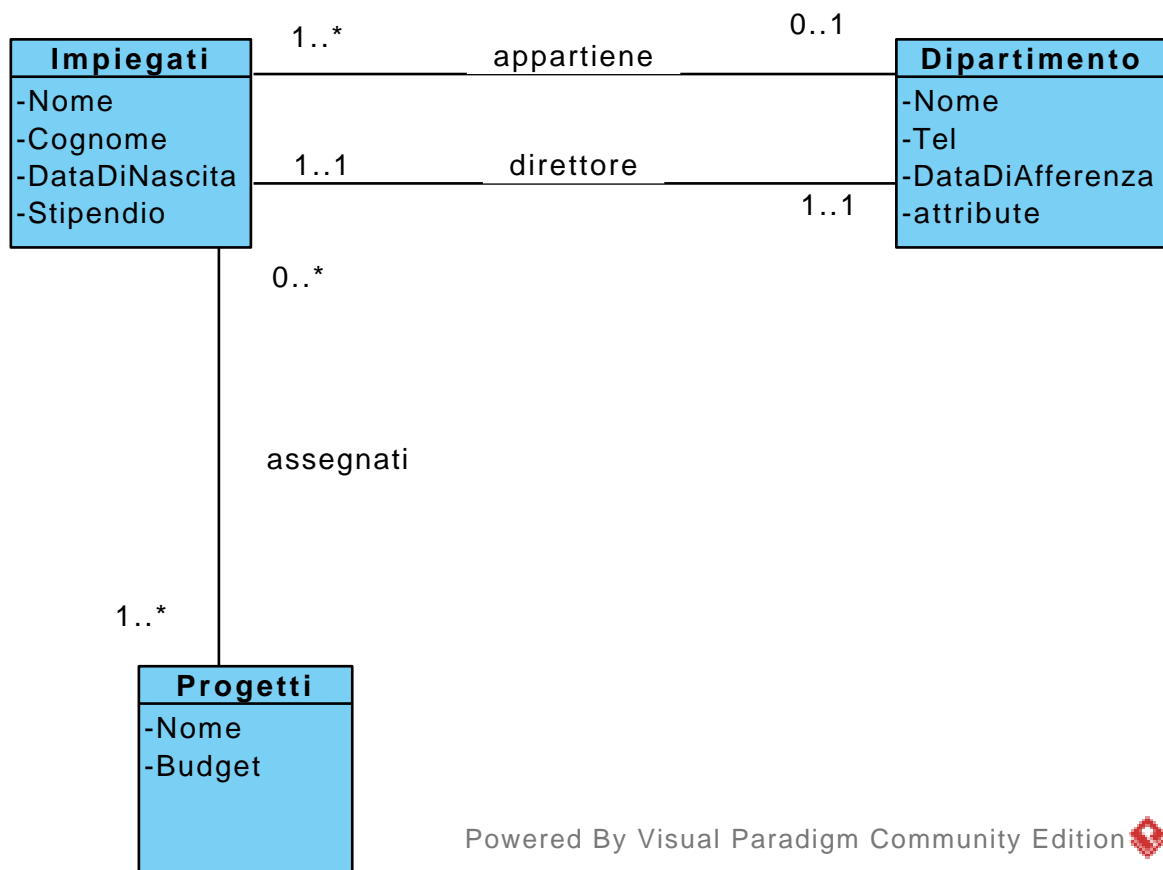 1..*
0..1
Impiegati
appartiene
Dipartimento
-Nome
-Cognome
-DataDiNascita
-Stipendio
-Nome
-Tel
-DataDiAfferenza
-attribute
1..1
direttore
1..1
0..*
assegnati
1..*
Progetti
-Nome
-Budget
Powered By Visual Paradigm Community Edition